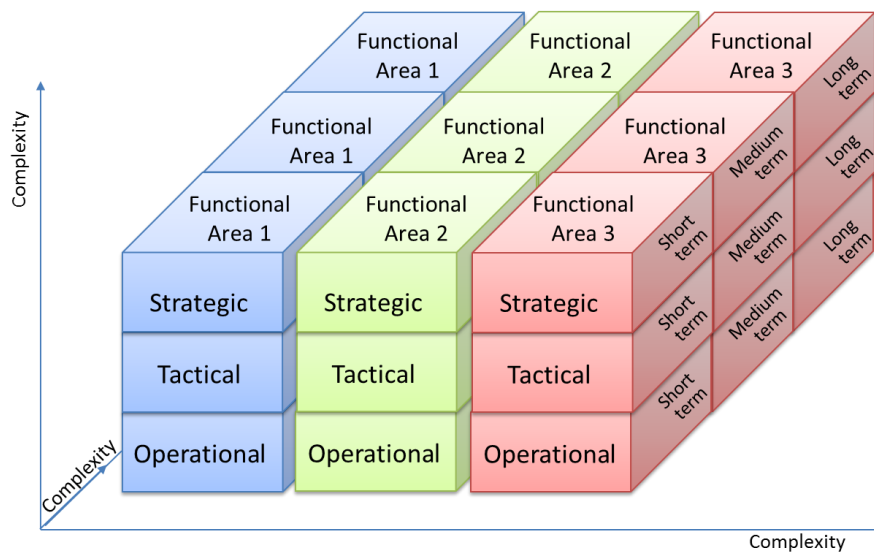 Functional
Area 1
Functional
Area 2
Functional
Area 3
Long
term
Functional
Area 1
Functional
Area 2
Functional
Area 3
Medium
term
Long
term
Functional
Area 1
Functional
Area 2
Functional
Area 3
Short
term
Medium
term
Long
term
Strategic
Strategic
Strategic
Short
term
Medium
term
Tactical
Tactical
Tactical
Short
term
Operational
Operational
Operational
Complexity
Complexity
Complexity